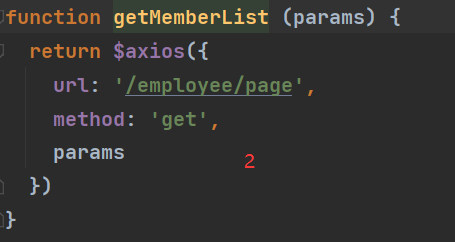 function getMemberList (params) {
return $axios({
url: '/employee/page',
method: 'get',
params
2
})
}